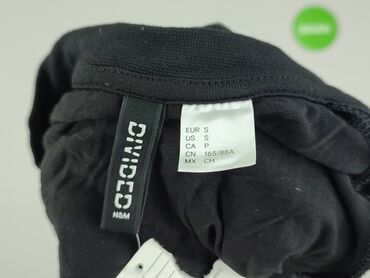 DIVIDED
H&M
EUR S
US S
CA P
CN 165/88A
MX CH